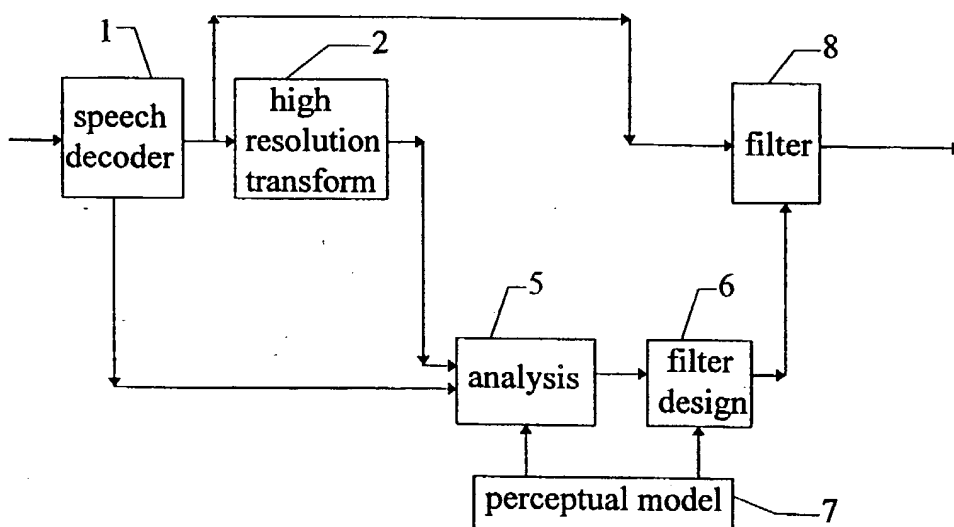 1
2
8
speech
decoder
high
resolution
transform
filter
5
6
analysis
filter
design
perceptual model
7